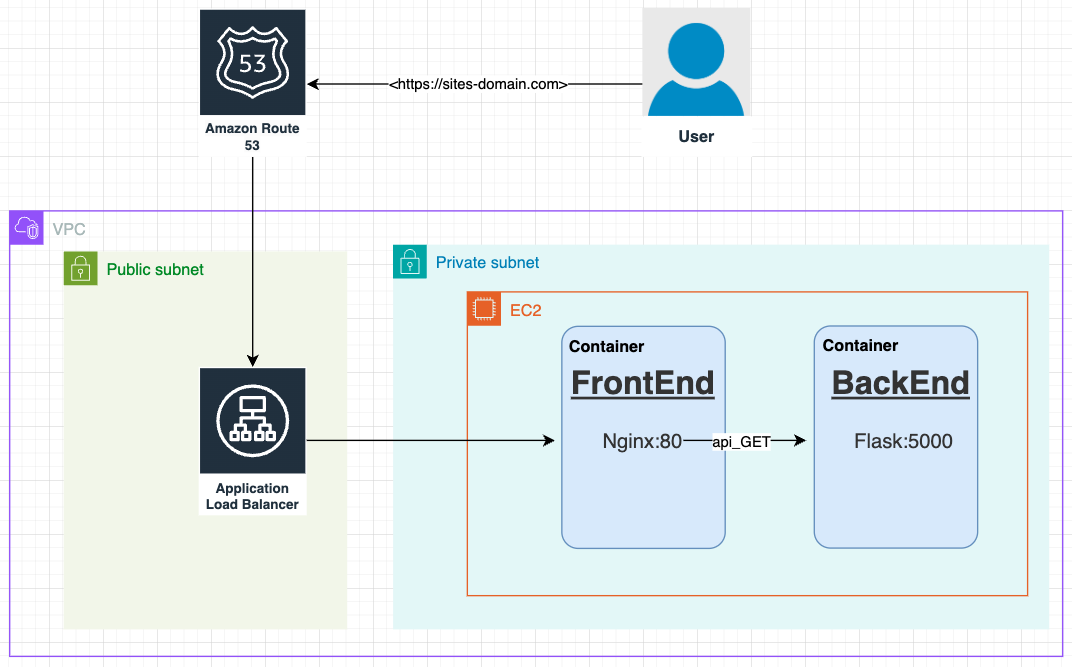 53
<https://sites-domain.com>
Amazon Route
53
User
VPC
Public subnet
Private subnet
EC2
Container
FrontEnd
Nginx:80
api_GET
Container
BackEnd
Flask:5000
Application
Load Balancer